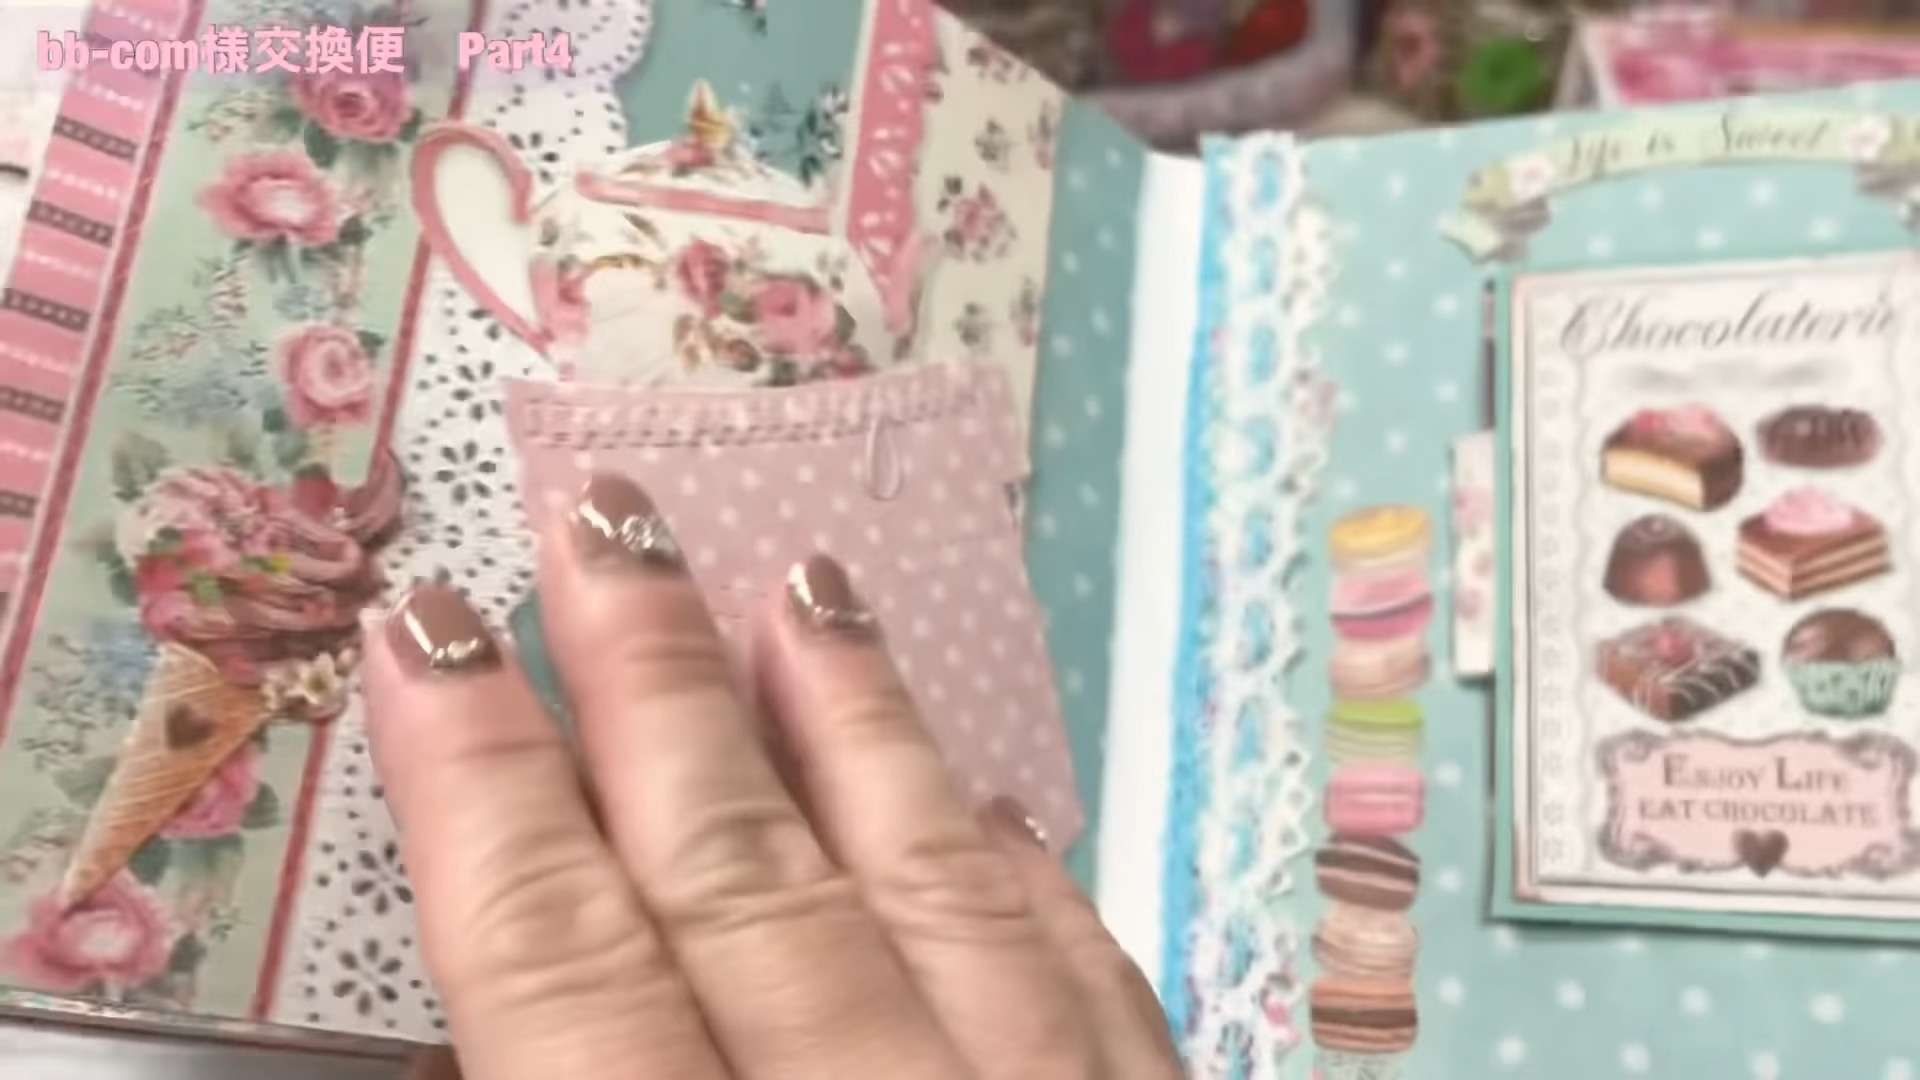 bb-com様交換便 Part4
Life is Sweet
Chocolaterie
ENJOY LIFE
EAT CHOCOLATE